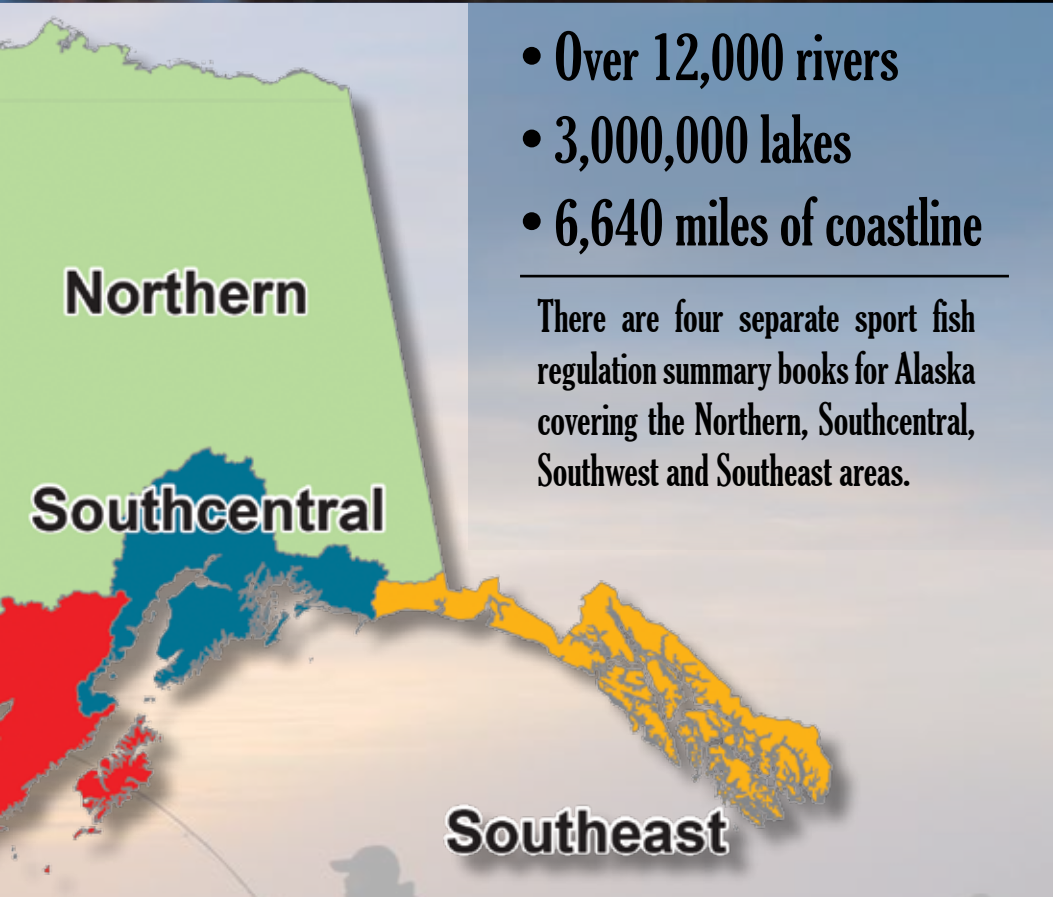 • Over 12,000 rivers
• 3,000,000 lakes
• 6,640 miles of coastline
There are four separate sport fish
regulation summary books for Alaska
covering the Northern, Southcentral,
Southwest and Southeast areas.
Northern
Southcentral
Southeast